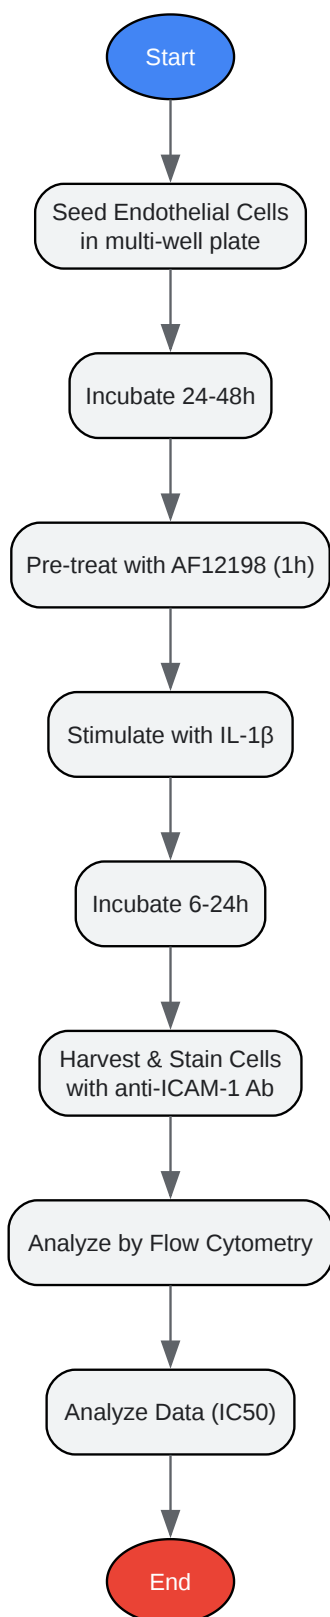 Start
Seed Endothelial Cells
in multi-well plate
Incubate 24-48h
Pre-treat with AF12198 (1h)
Stimulate with IL-1β
Incubate 6-24h
Harvest & Stain Cells
with anti-ICAM-1 Ab
Analyze by Flow Cytometry
Analyze Data (IC50)
End